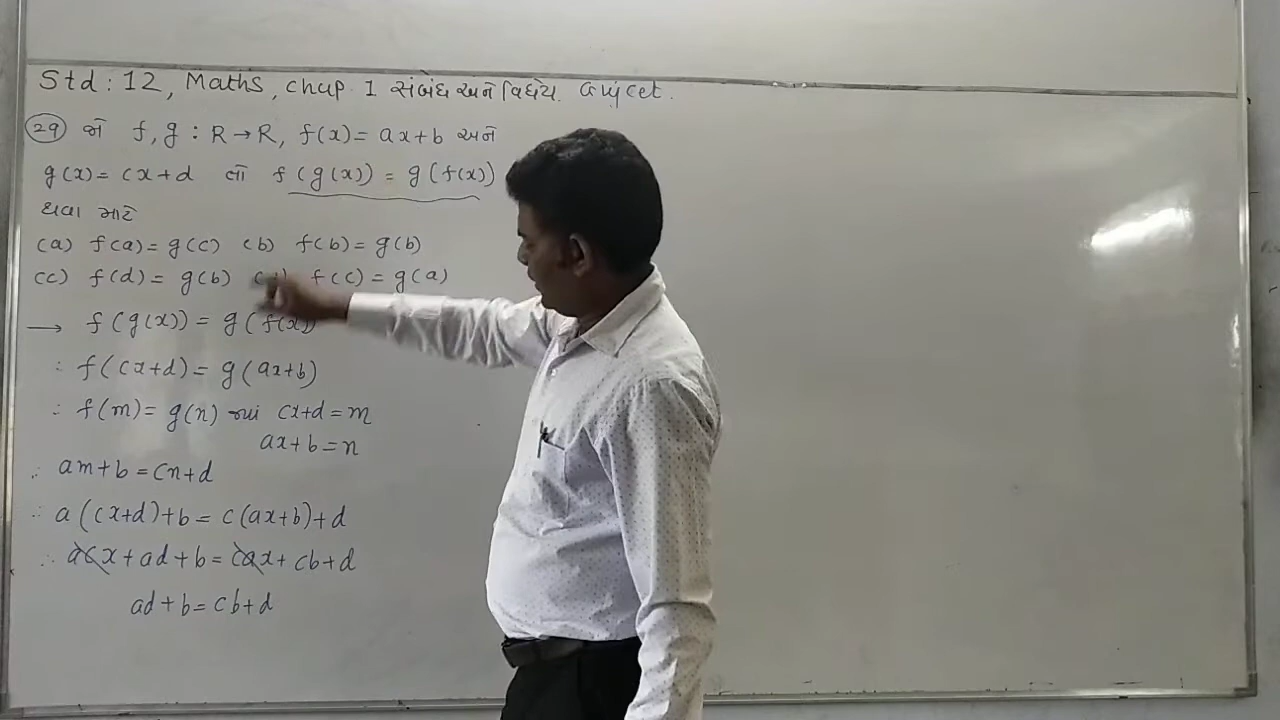 Std : 12, Maths, chap 1 સંબંધ અને વિધેય. Gujcet.
(29) જો f, g : R → R, f(x) = ax+b અને
g(x) = cx+d તો f(g(x)) = g(f(x))
થવા માટે
(a) f(a) = g(c) (b) f(b) = g(b)
(c) f(d) = g(b) f(c) = g(a)
→ f(g(x)) = g(f(x))
∴ f(cx+d) = g(ax+b)
∴ f(m) = g(n) જ્યાં cx+d = m
ax+b = n
∴ am+b = cn+d
∴ a(cx+d)+b = c(ax+b)+d
∴ acx+ad+b = cax+cb+d
ad+b = cb+d